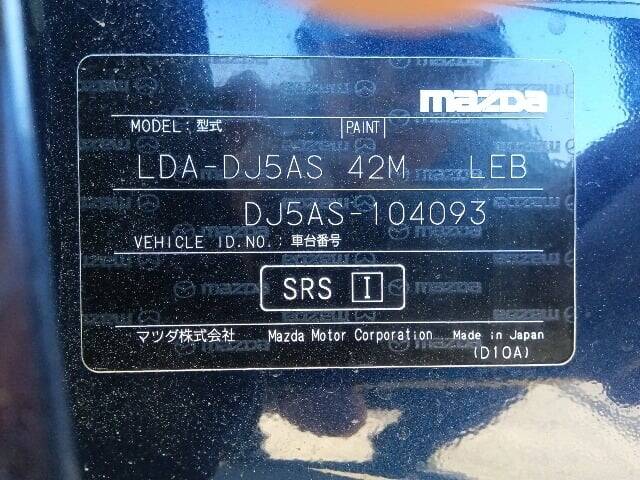 mazda
MODEL:型式 PAINT
LDA-DJ5AS 42M LEB
DJ5AS-104093
VEHICLE ID.NO.:車台番号
SRS I
マツダ株式会社 Mazda Motor Corporation Made in Japan
(D10A)